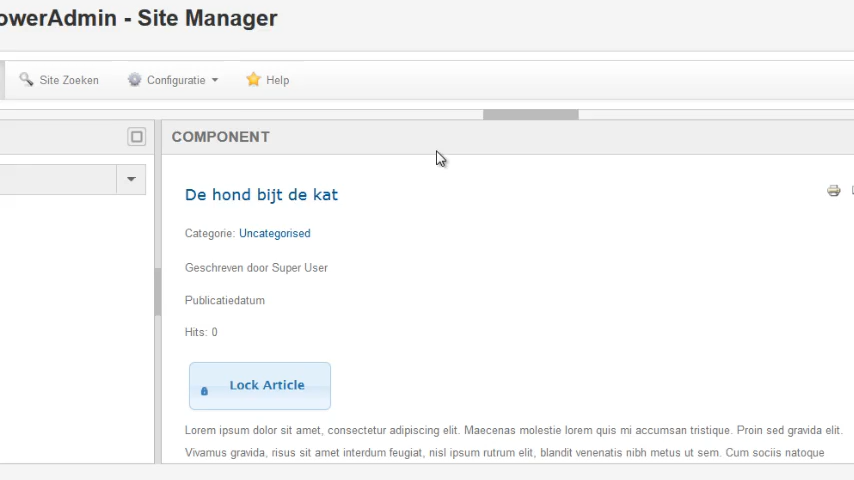 owerAdmin - Site Manager
Site Zoeken Configuratie Help
COMPONENT
De hond bijt de kat
Categorie: Uncategorised
Geschreven door Super User
Publicatiedatum
Hits: 0
Lock Article
Lorem ipsum dolor sit amet, consectetur adipiscing elit. Maecenas molestie lorem quis mi accumsan tristique. Proin sed gravida elit.
Vivamus gravida, risus sit amet interdum feugiat, nisl ipsum rutrum elit, blandit venenatis nibh metus ut sem. Cum sociis natoque